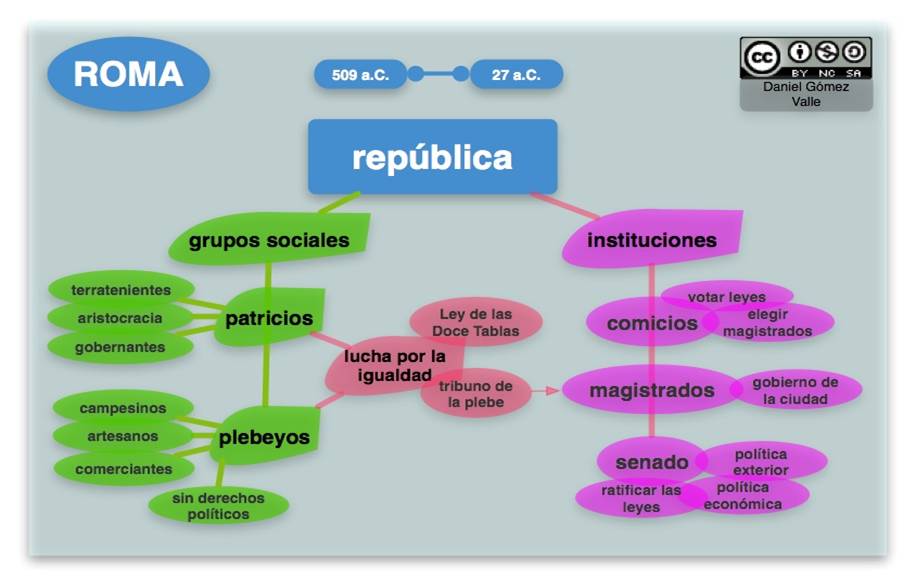 ROMA
509 a.C.
27 a.C.
cc
BY NC SA
Daniel Gómez
Valle
república
grupos sociales
instituciones
terratenientes
aristocracia
gobernantes
patricios
Ley de las
Doce Tablas
lucha por la
igualdad
tribuno de
la plebe
campesinos
artesanos
comerciantes
plebeyos
sin derechos
políticos
votar leyes
comicios
elegir
magistrados
magistrados
gobierno de
la ciudad
senado
política
exterior
ratificar las
leyes
política
económica